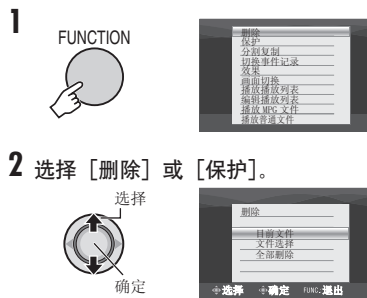 1
FUNCTION
删除
保护
分割复制
切换事件记录
效果
画面切换
播放播放列表
编辑播放列表
播放 MPG 文件
播放普通文件
2 选择［删除］或［保护］。
选择
确定
删除
目前文件
文件选择
全部删除
选择 确定 FUNC. 退出